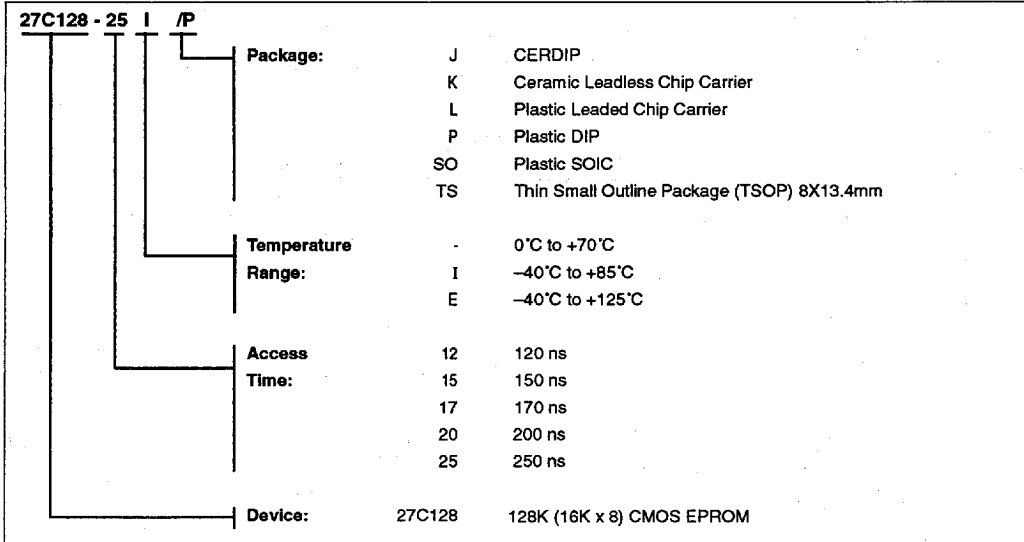 27C128 - 25 I /P
Package: J CERDIP
K Ceramic Leadless Chip Carrier
L Plastic Leaded Chip Carrier
P Plastic DIP
SO Plastic SOIC
TS Thin Small Outline Package (TSOP) 8X13.4mm
Temperature - 0°C to +70°C
Range: I –40°C to +85°C
E –40°C to +125°C
Access 12 120 ns
Time: 15 150 ns
17 170 ns
20 200 ns
25 250 ns
Device: 27C128 128K (16K x 8) CMOS EPROM